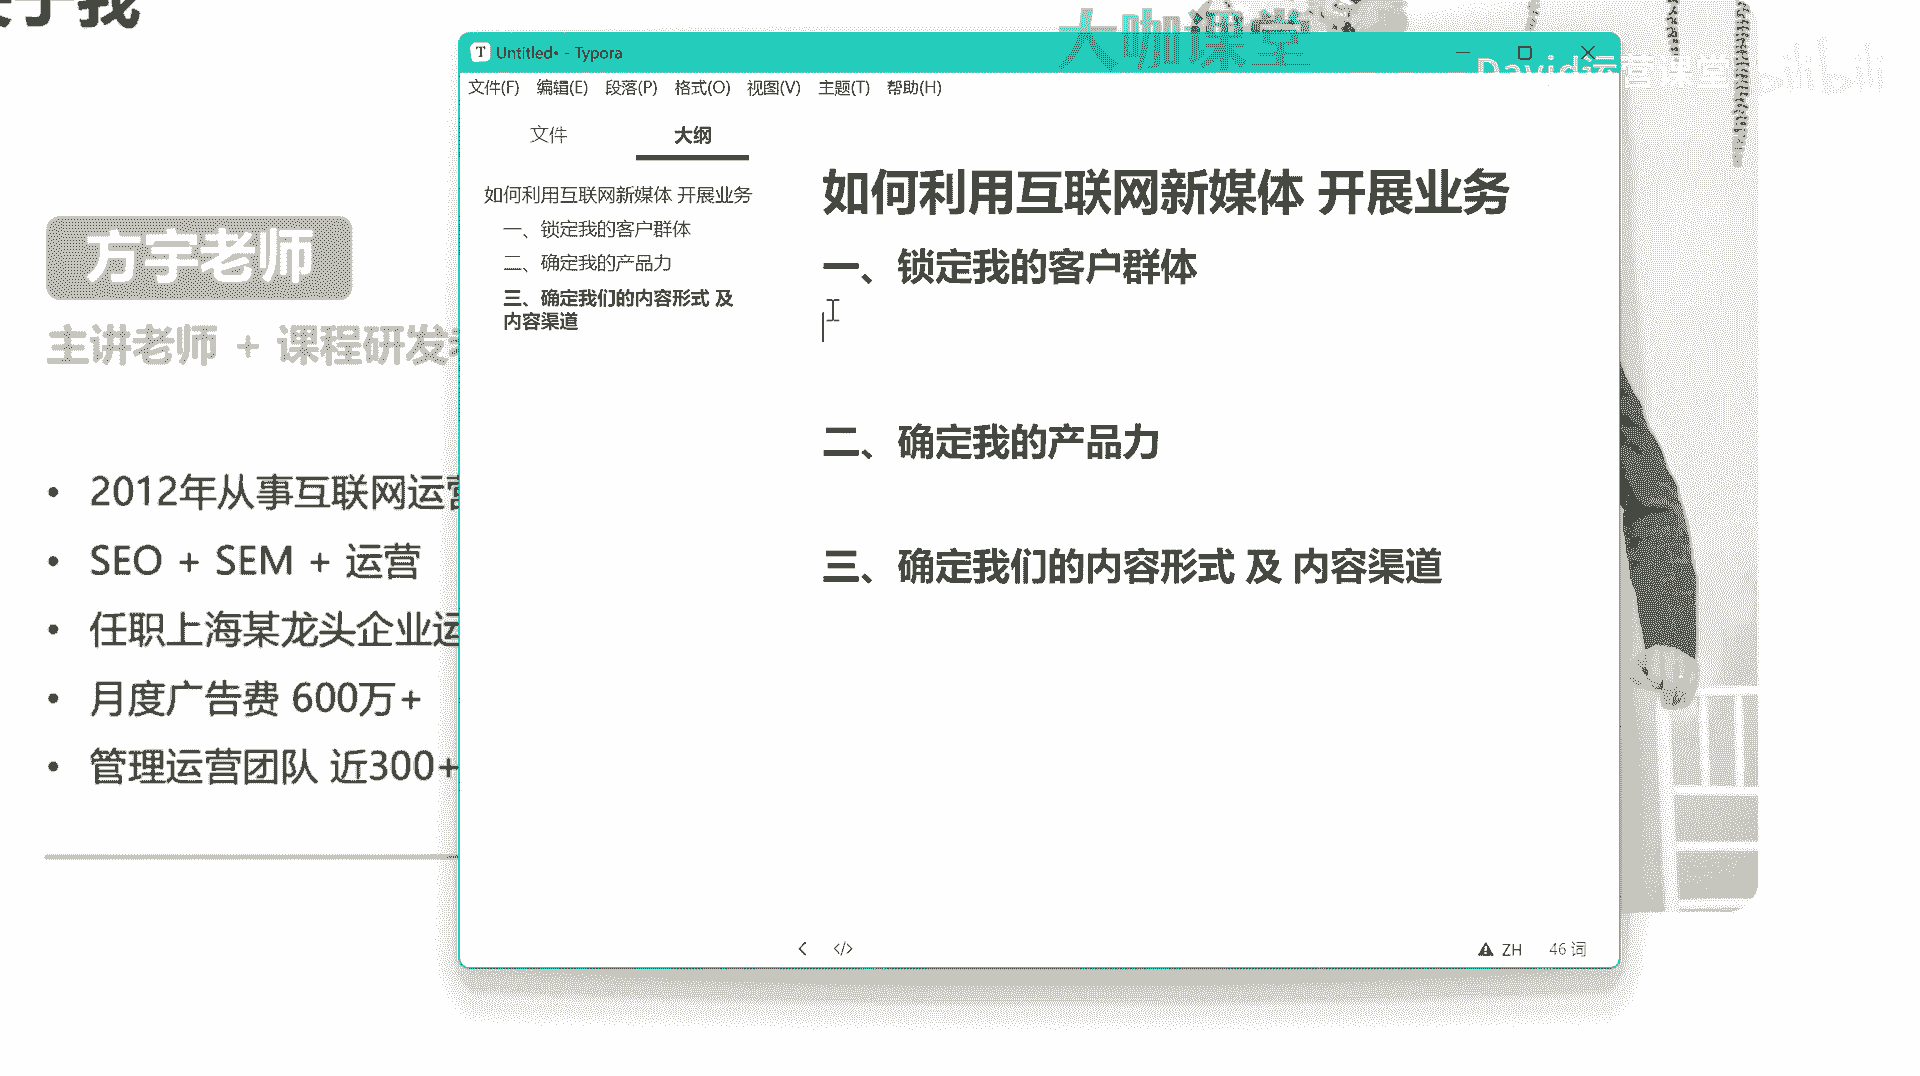 大咖课堂
David运营课堂
bilibili
Untitled• - Typora
文件(F) 编辑(E) 段落(P) 格式(O) 视图(V) 主题(T) 帮助(H)
文件 大纲
如何利用互联网新媒体 开展业务
一、锁定我的客户群体
二、确定我的产品力
三、确定我们的内容形式 及
内容渠道
如何利用互联网新媒体 开展业务
一、锁定我的客户群体
二、确定我的产品力
三、确定我们的内容形式 及 内容渠道
ZH 46 词
方宇老师
主讲老师 + 课程研发
• 2012年从事互联网运营
• SEO + SEM + 运营
• 任职上海某龙头企业运
• 月度广告费 600万+
• 管理运营团队 近300+